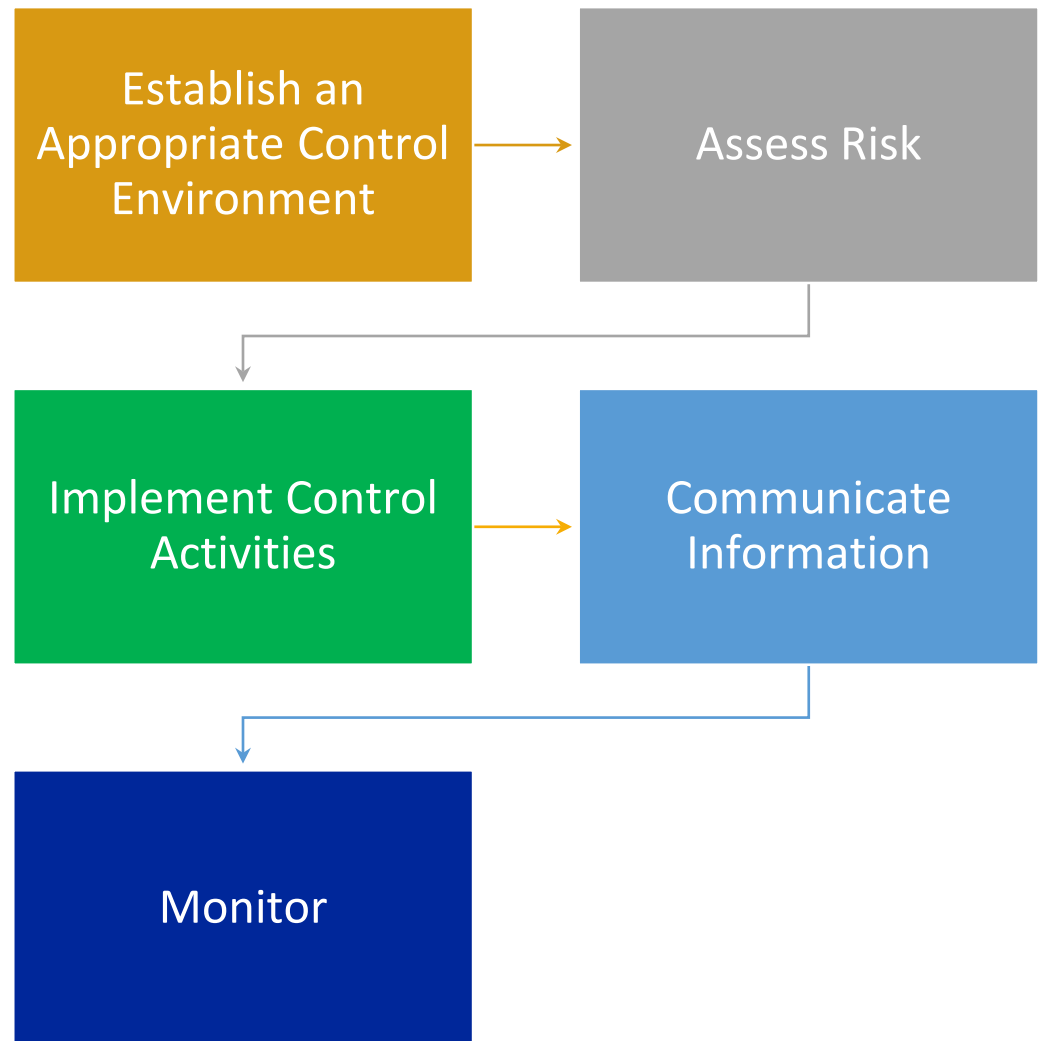 Establish an
Appropriate Control
Environment
Assess Risk
Implement Control
Activities
Communicate
Information
Monitor